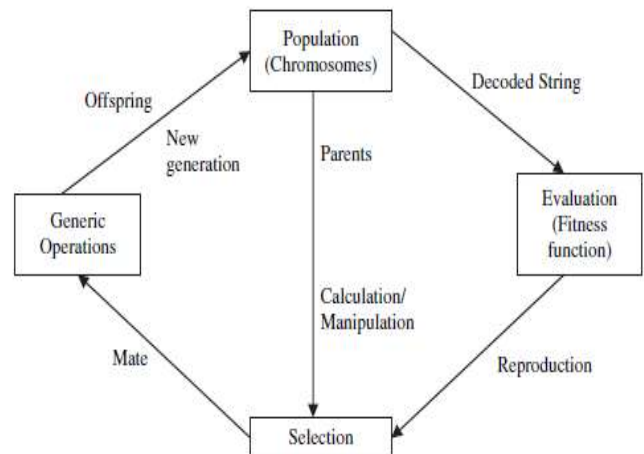 Population
(Chromosomes)
Decoded String
Offspring
New
generation
Parents
Generic
Operations
Evaluation
(Fitness
function)
Calculation/
Manipulation
Mate
Reproduction
Selection